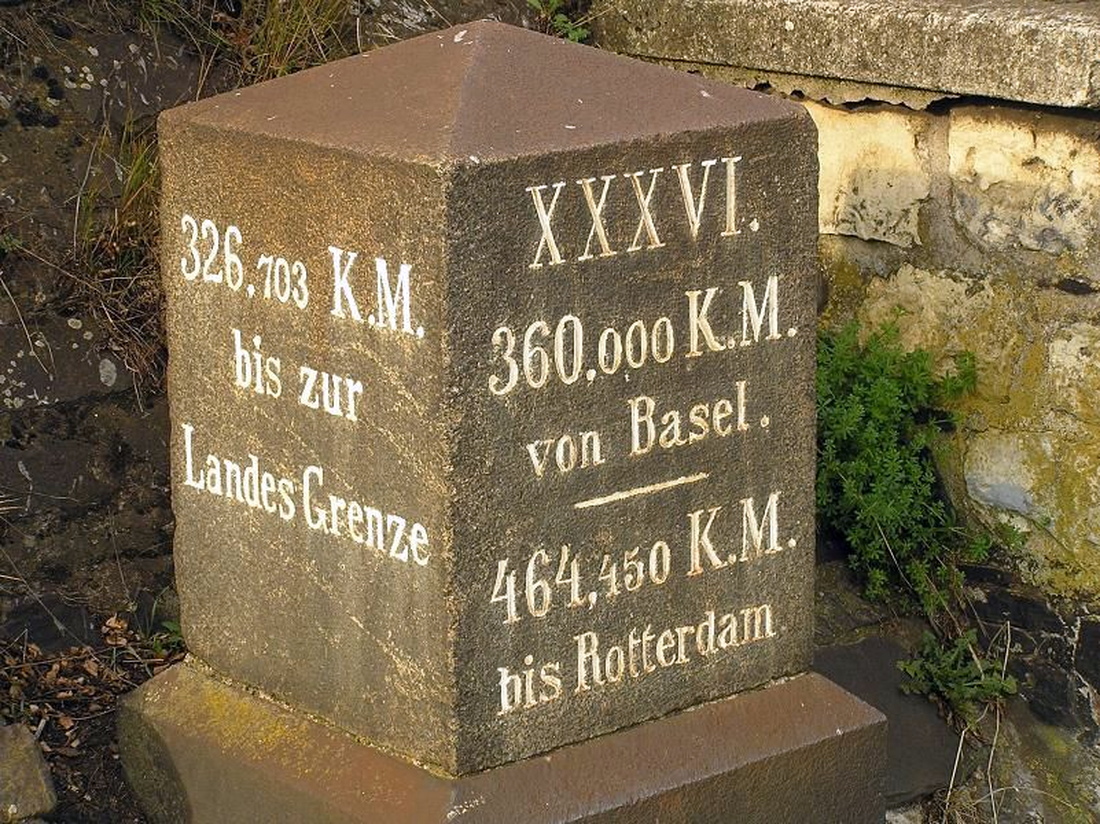 326,703 K.M.
bis zur
Landes Grenze
XXXVI.
360,000 K.M.
von Basel.
464,450 K.M.
bis Rotterdam